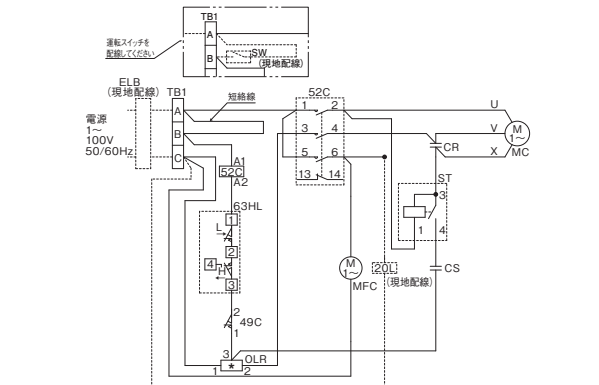 TB1
運転スイッチを
配線してください
A
B
SW
(現地配線)
ELB
(現地配線)
TB1
短絡線
52C
電源
1～
100V
50/60Hz
A
B
C
1 2
3 4
5 6
13 14
U
V
X
M
1～
MC
CR
A1
52C
A2
ST
3
1 4
63HL
L
1
2
4
H
3
M
1～
MFC
20L
(現地配線)
CS
2
49C
1
3
OLR
*
1 2